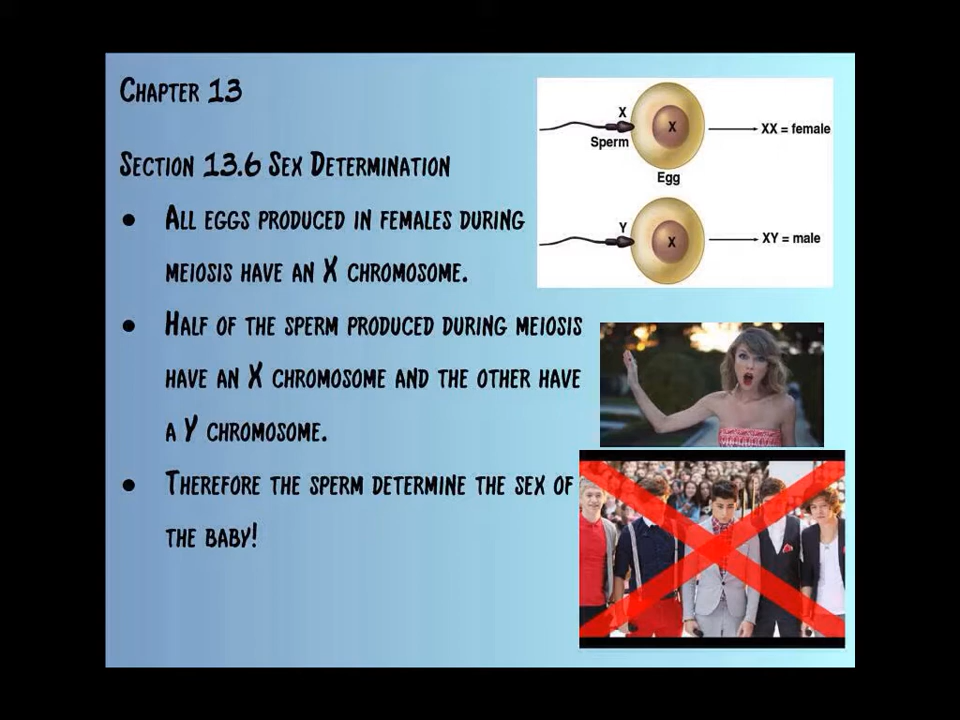 Chapter 13
Section 13.6 Sex Determination
● All eggs produced in females during
meiosis have an X chromosome.
● Half of the sperm produced during meiosis
have an X chromosome and the other have
a Y chromosome.
● Therefore the sperm determine the sex of
the baby!
X
X
Sperm
XX = female
Egg
Y
X
XY = male